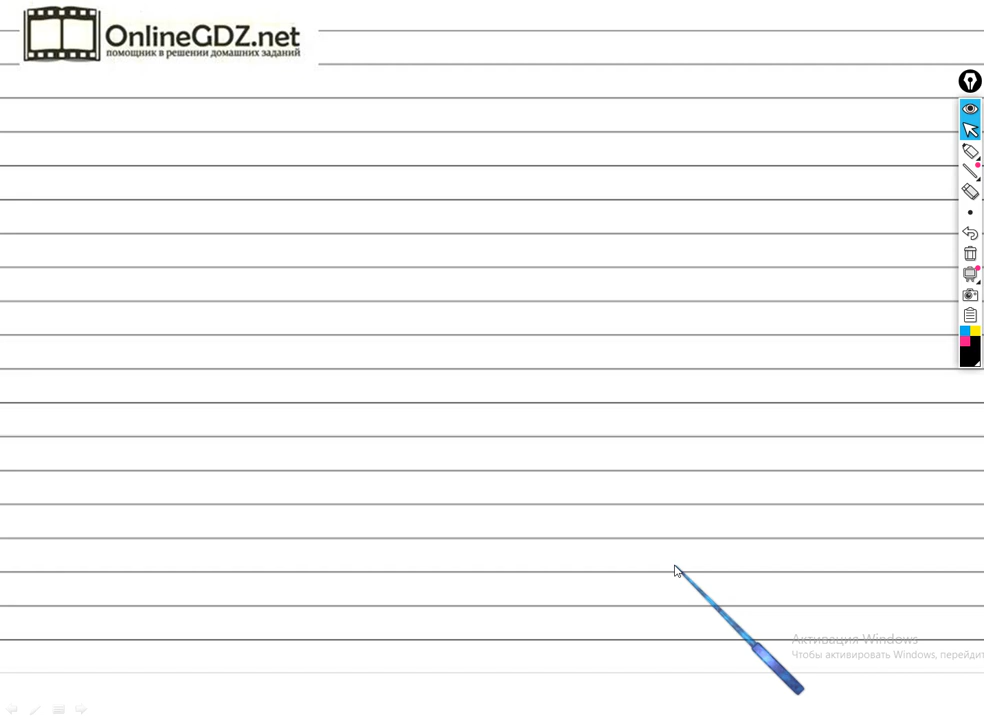 OnlineGDZ.net
помощник в решении домашних заданий
Активация Windows
Чтобы активировать Windows, перейдит